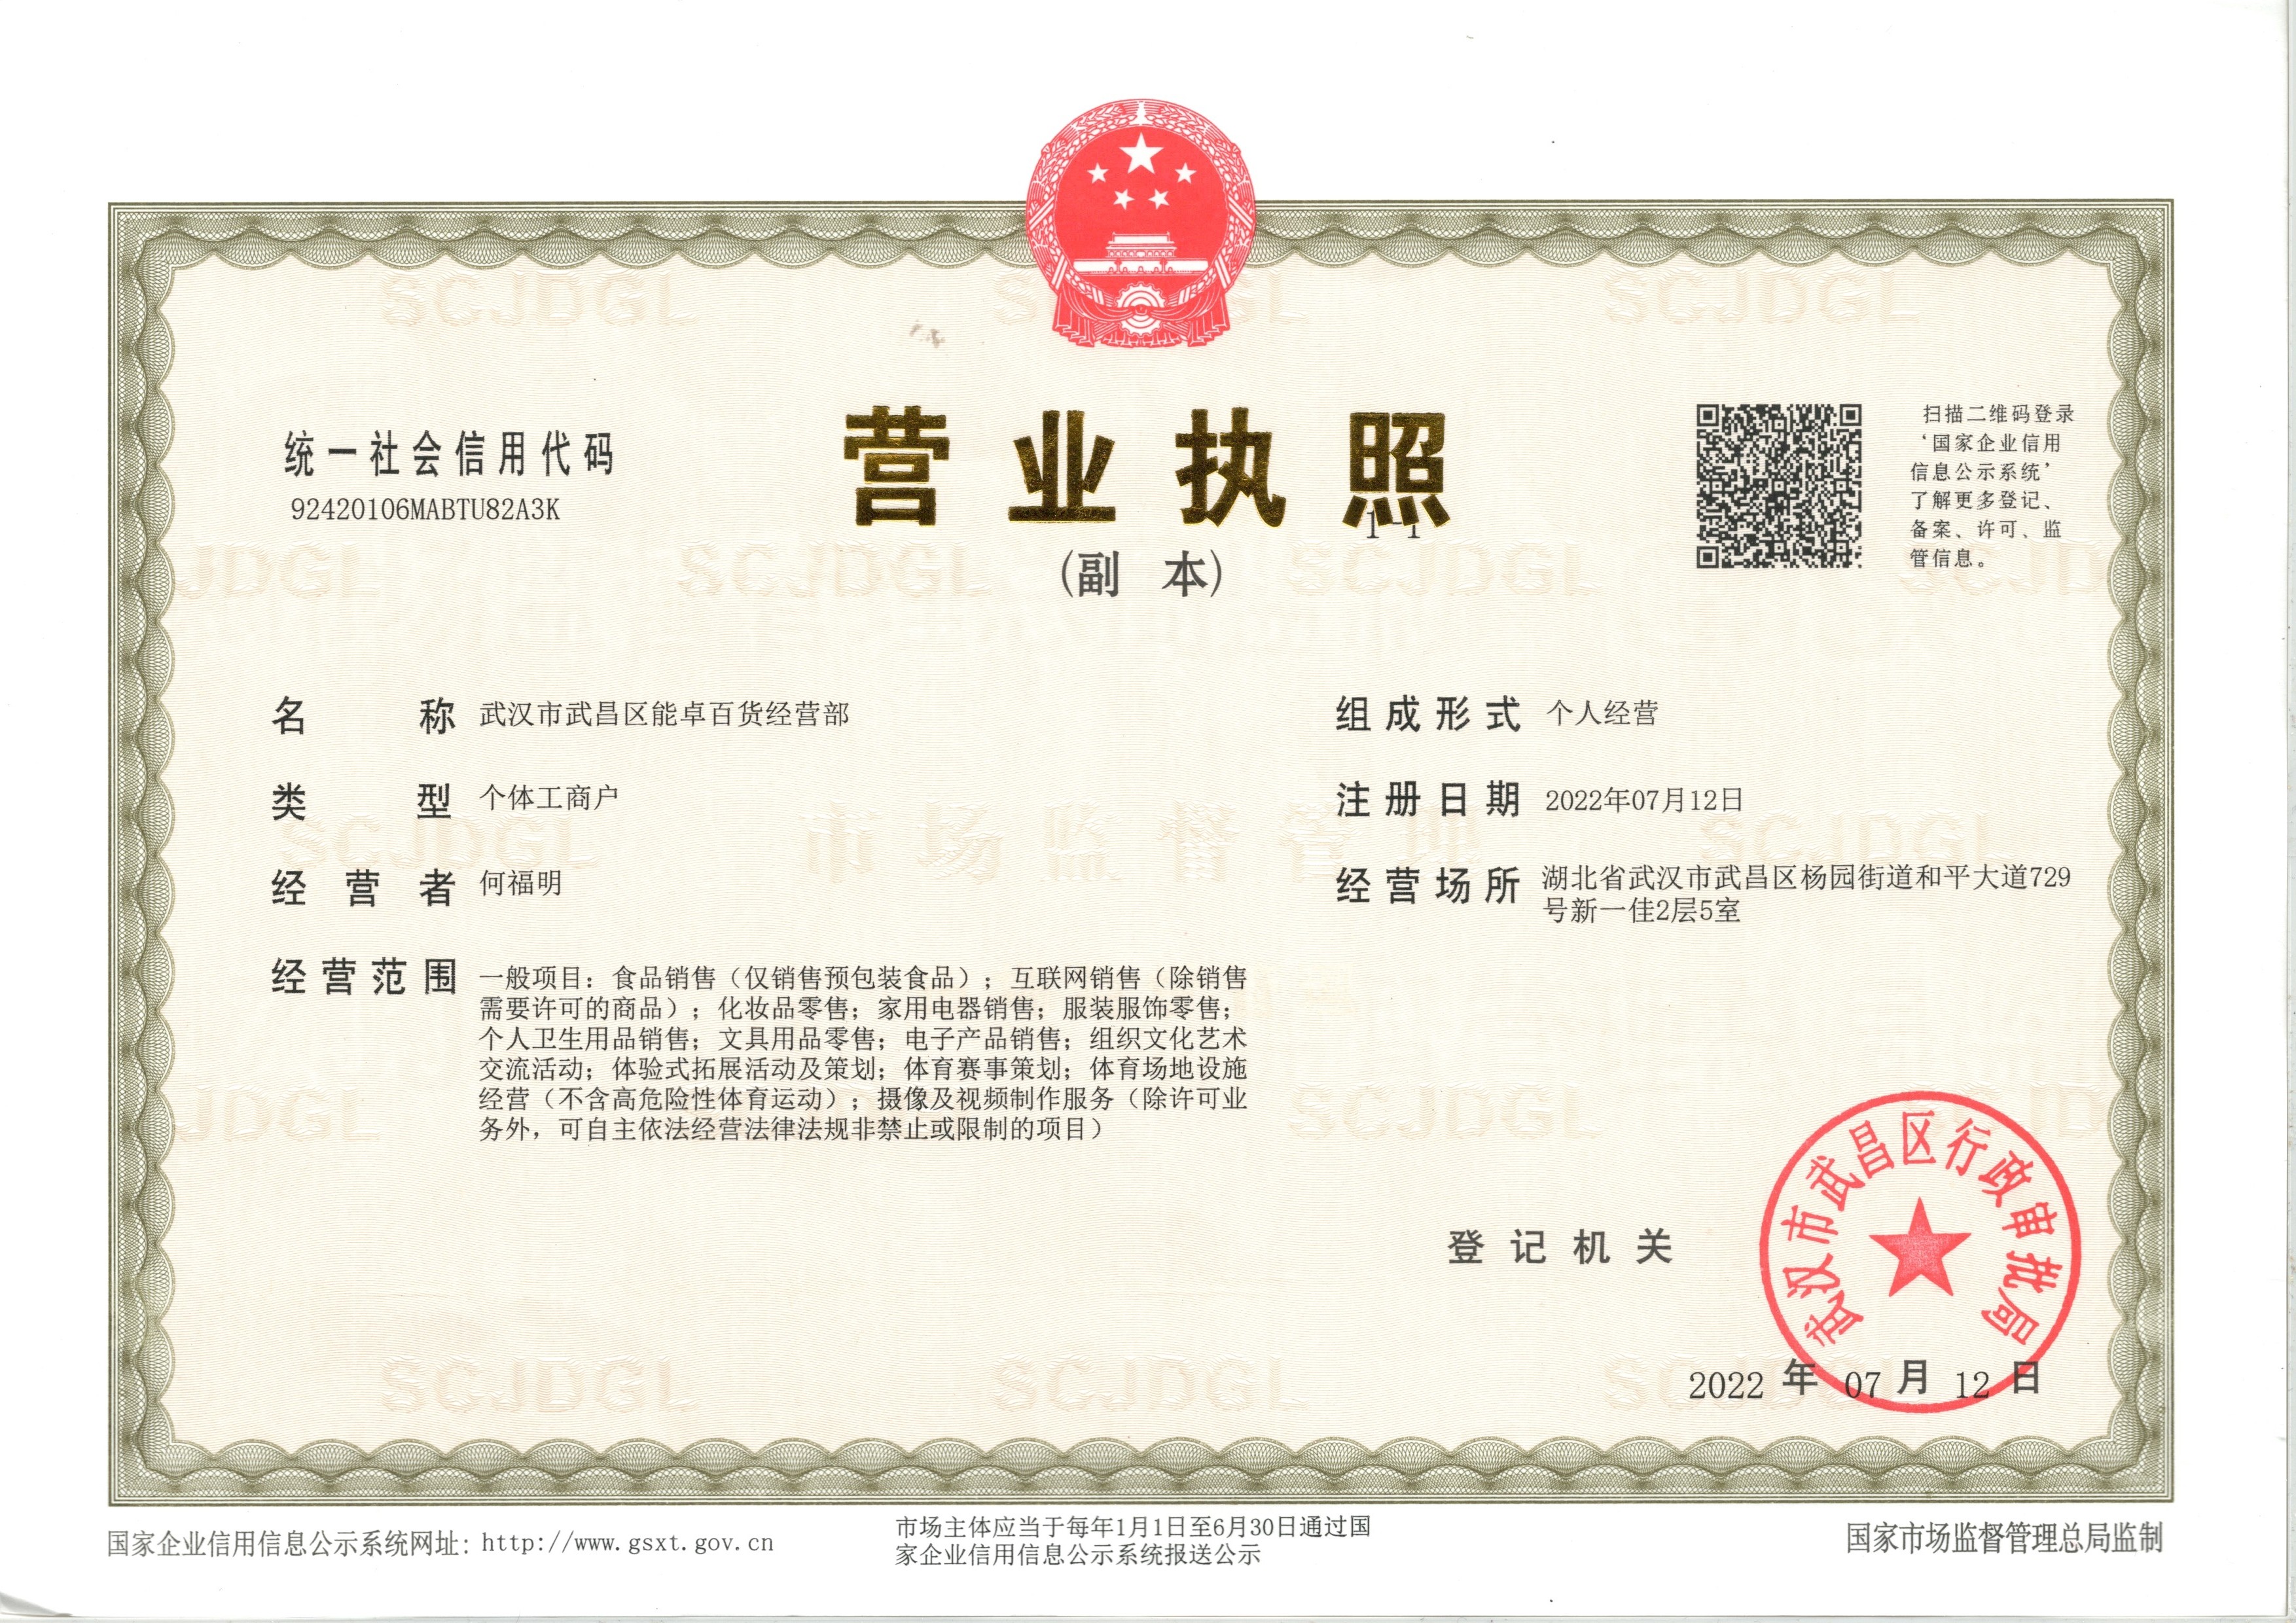 统一社会信用代码
92420106MABTU82A3K
营业执照
1-1
(副 本)
扫描二维码登录
‘国家企业信用
信息公示系统’
了解更多登记、
备案、许可、监
管信息。
名 称 武汉市武昌区能卓百货经营部
类 型 个体工商户
经 营 者 何福明
经营范围 一般项目：食品销售（仅销售预包装食品）；互联网销售（除销售
需要许可的商品）；化妆品零售；家用电器销售；服装服饰零售；
个人卫生用品销售；文具用品零售；电子产品销售；组织文化艺术
交流活动；体验式拓展活动及策划；体育赛事策划；体育场地设施
经营（不含高危险性体育运动）；摄像及视频制作服务（除许可业
务外，可自主依法经营法律法规非禁止或限制的项目）
组成形式 个人经营
注册日期 2022年07月12日
经营场所 湖北省武汉市武昌区杨园街道和平大道729
号新一佳2层5室
登记机关
武汉市武昌区行政审批局
2022 年 07 月 12 日
SCJDGL
市场监督管理
国家企业信用信息公示系统网址：http://www.gsxt.gov.cn
市场主体应当于每年1月1日至6月30日通过国
家企业信用信息公示系统报送公示
国家市场监督管理总局监制